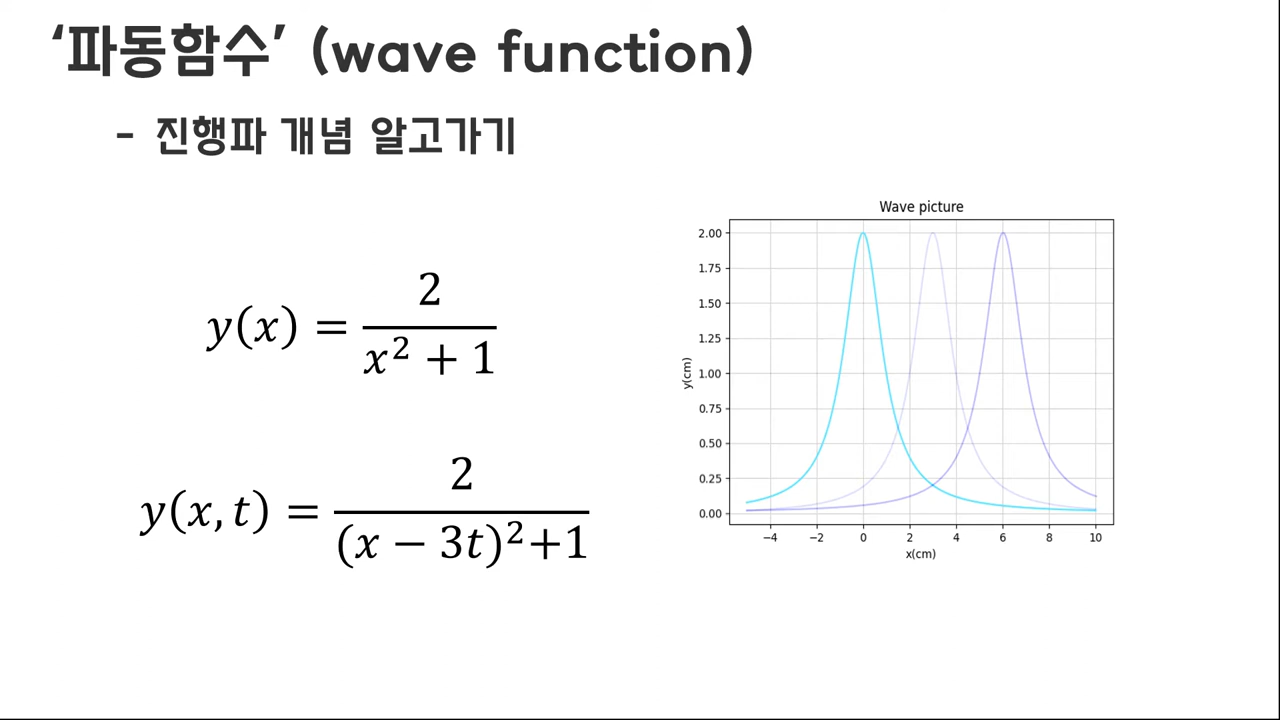 ‘파동함수’ (wave function)
- 진행파 개념 알고가기
y(x) = 2 / (x² + 1)
y(x, t) = 2 / ((x − 3t)²+1)
Wave picture
y(cm)
2.00
1.75
1.50
1.25
1.00
0.75
0.50
0.25
0.00
−4 −2 0 2 4 6 8 10
x(cm)